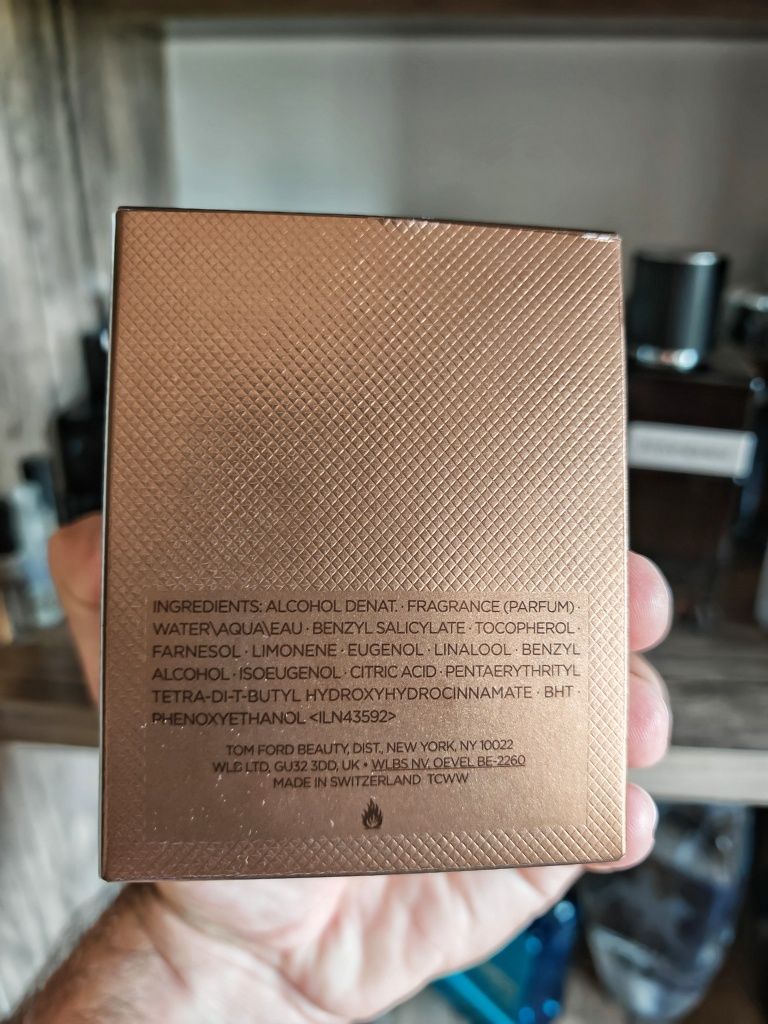 INGREDIENTS: ALCOHOL DENAT. · FRAGRANCE (PARFUM) ·
WATER\AQUA\EAU · BENZYL SALICYLATE · TOCOPHEROL ·
FARNESOL · LIMONENE · EUGENOL · LINALOOL · BENZYL
ALCOHOL · ISOEUGENOL · CITRIC ACID · PENTAERYTHRITYL
TETRA-DI-T-BUTYL HYDROXYHYDROCINNAMATE · BHT ·
PHENOXYETHANOL <ILN43592>
TOM FORD BEAUTY, DIST., NEW YORK, NY 10022
WLB LTD, GU32 3DD, UK • WLBS NV, OEVEL BE-2260
MADE IN SWITZERLAND TCWW